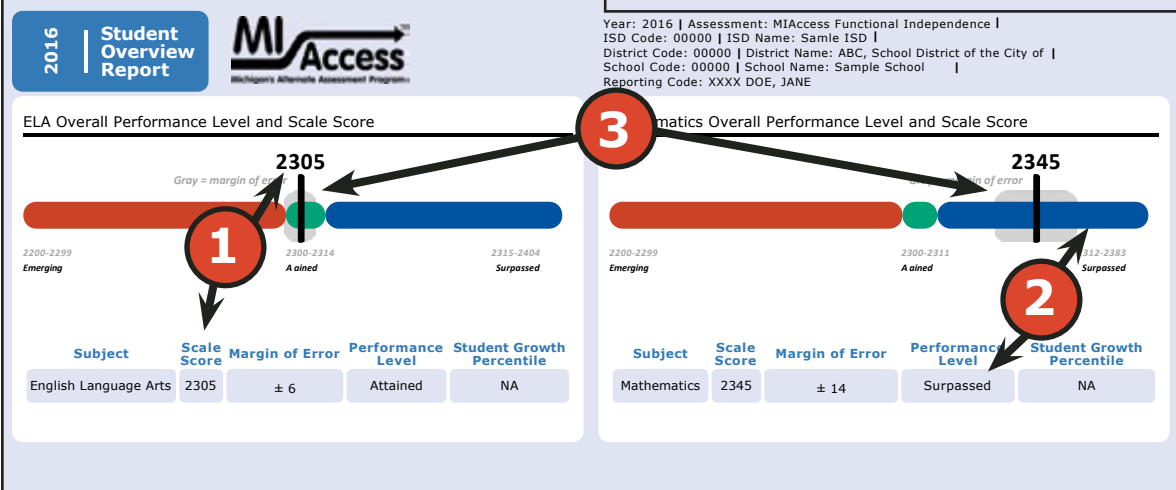 2016
Student
Overview
Report
MI Access
Michigan's Alternate Assessment Program
Year: 2016 | Assessment: MIAccess Functional Independence |
ISD Code: 00000 | ISD Name: Samle ISD |
District Code: 00000 | District Name: ABC, School District of the City of |
School Code: 00000 | School Name: Sample School |
Reporting Code: XXXX DOE, JANE
ELA Overall Performance Level and Scale Score
2305
Gray = margin of error
1
2200-2299
2300-2314
2315-2404
Emerging
A ained
Surpassed
Subject
Scale Score
Margin of Error
Performance Level
Student Growth Percentile
English Language Arts
2305
± 6
Attained
NA
3
matics Overall Performance Level and Scale Score
2345
margin of error
2200-2299
2300-2311
312-2383
Emerging
A ained
Surpassed
2
Subject
Scale Score
Margin of Error
Performance Level
Student Growth Percentile
Mathematics
2345
± 14
Surpassed
NA